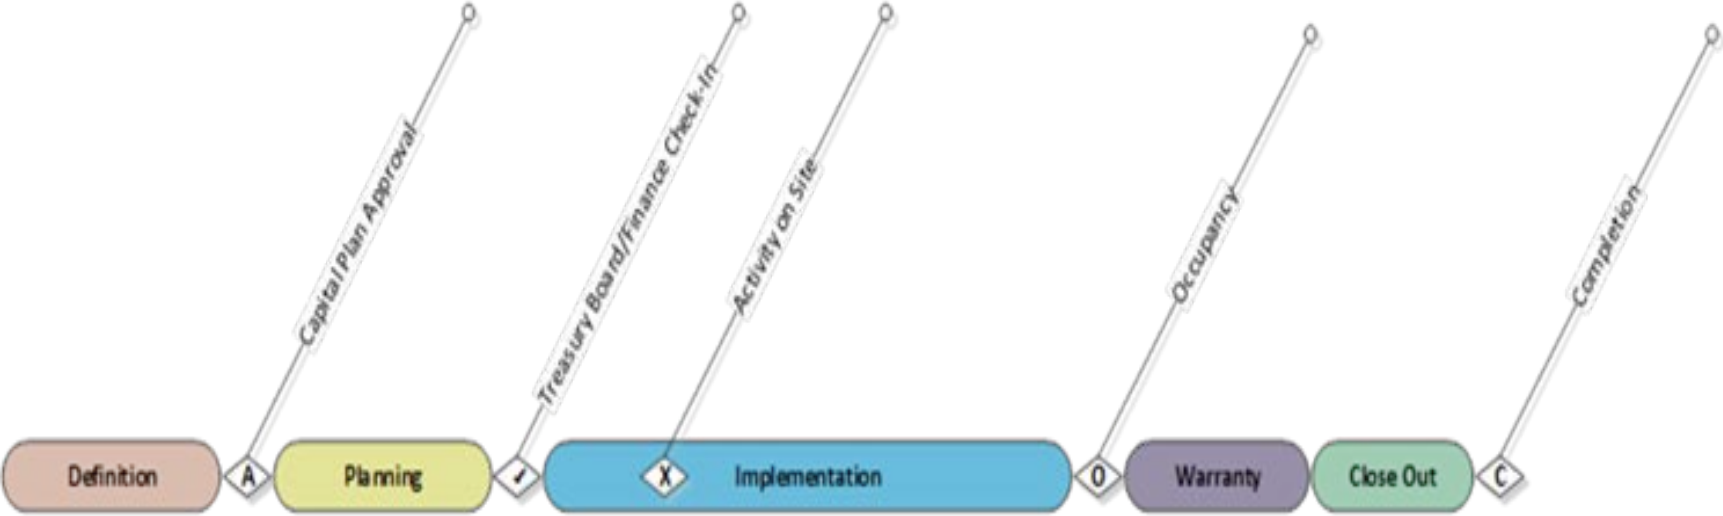 Capital Plan Approval
Treasury Board/Finance Check-In
Activity on Site
Occupancy
Completion
Definition
A
Planning
✓
X
Implementation
O
Warranty
Close Out
C